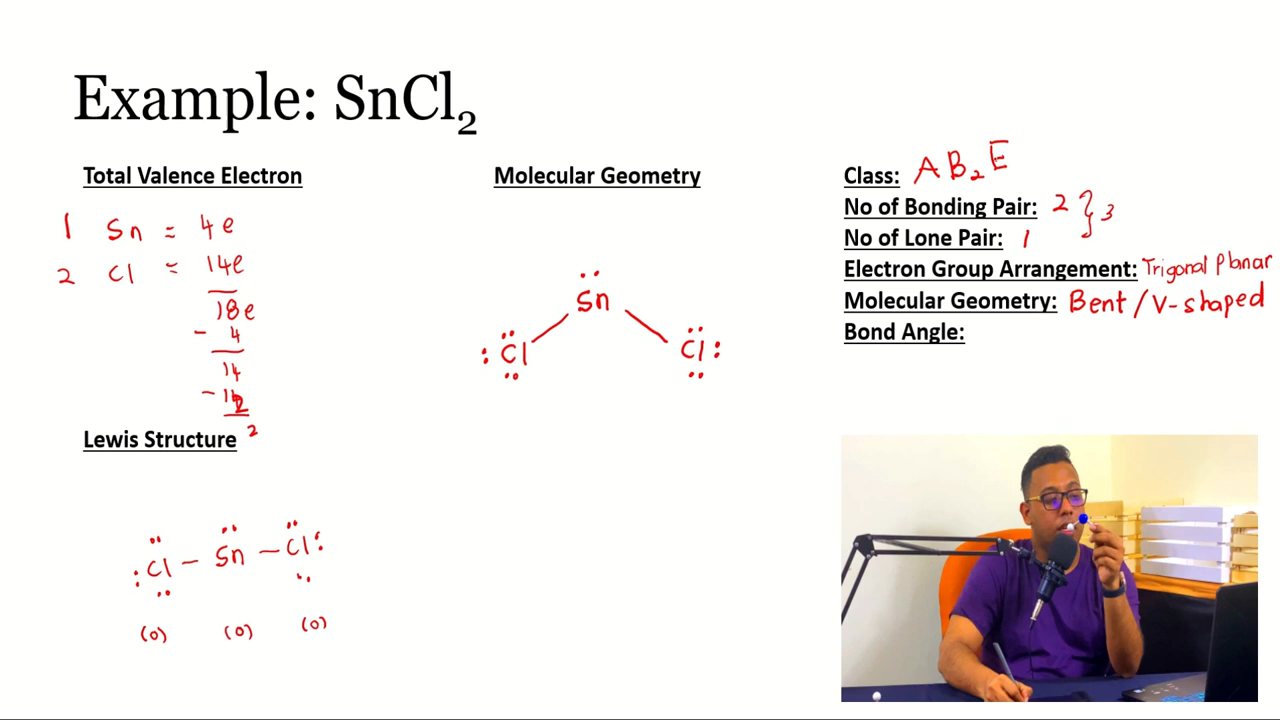 Example: SnCl₂
Total Valence Electron
1 Sn = 4e
2 Cl = 14e
18e
- 4
14
- 12
2
Lewis Structure
Cl - Sn - Cl
(0) (0) (0)
Molecular Geometry
Sn
Cl Cl
Class: AB₂E
No of Bonding Pair: 2 } 3
No of Lone Pair: 1
Electron Group Arrangement: Trigonal Planar
Molecular Geometry: Bent / V-shaped
Bond Angle: